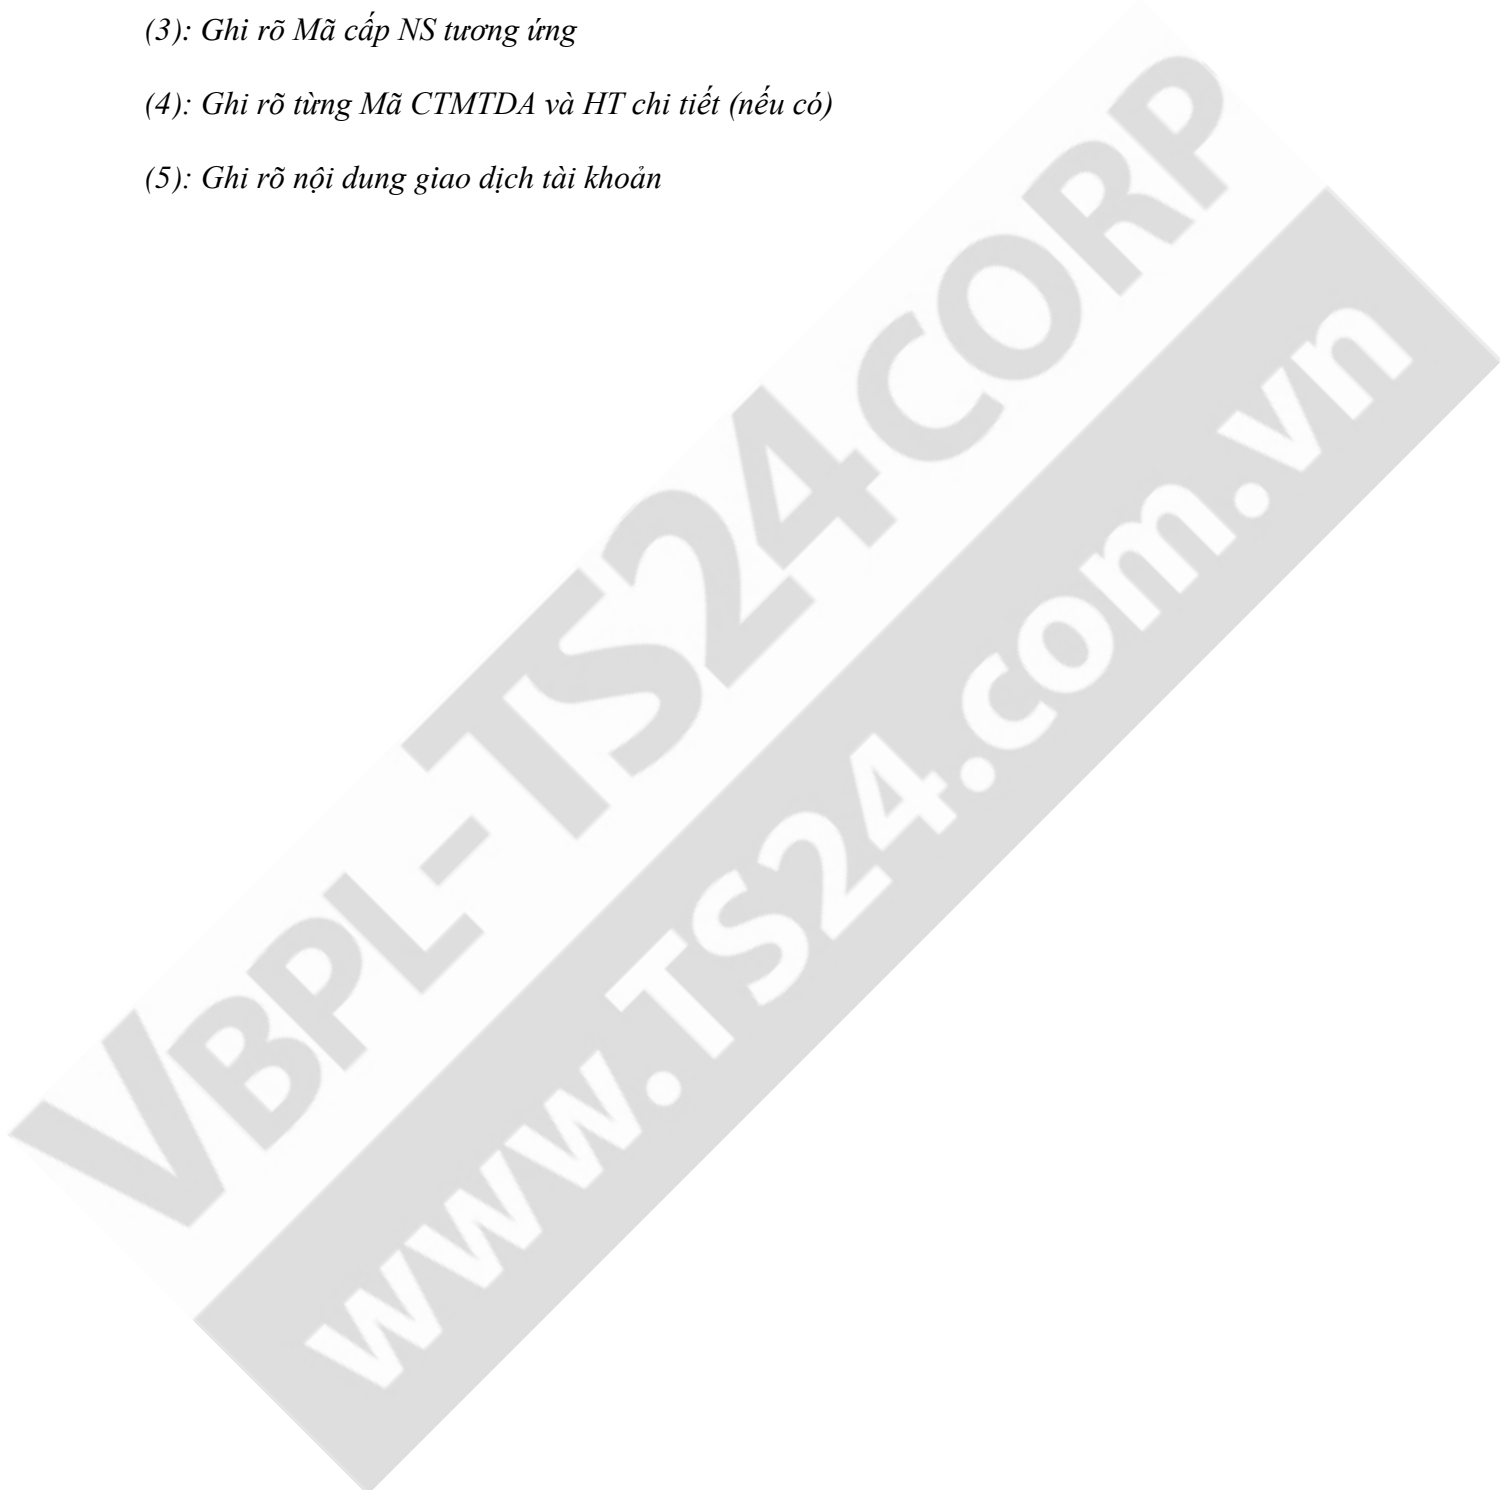 (3): Ghi rõ Mã cấp NS tương ứng
(4): Ghi rõ từng Mã CTMTDA và HT chi tiết (nếu có)
(5): Ghi rõ nội dung giao dịch tài khoản
VBPL-TS24CORP
www.TS24.com.vn